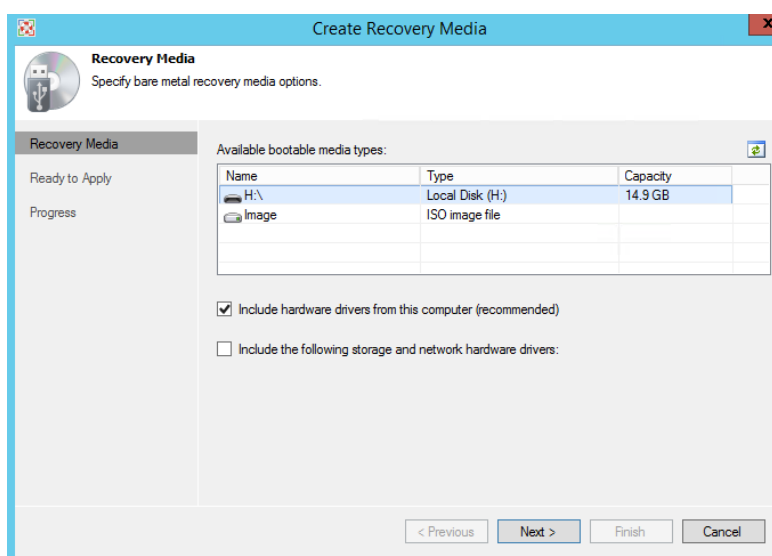 Create Recovery Media
x
Recovery Media
Specify bare metal recovery media options.
Recovery Media
Ready to Apply
Progress
Available bootable media types:
Name Type Capacity
H:\ Local Disk (H:) 14.9 GB
Image ISO image file
Include hardware drivers from this computer (recommended)
Include the following storage and network hardware drivers:
< Previous Next > Finish Cancel